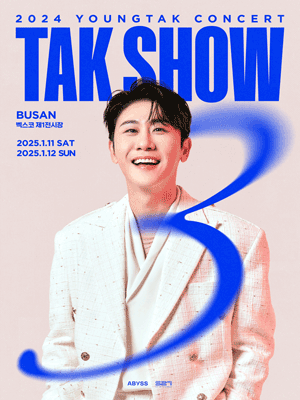 2024 YOUNGTAK CONCERT
TAK SHOW
3
BUSAN
벡스코 제1전시장
2025.1.11 SAT
2025.1.12 SUN
ABYSS